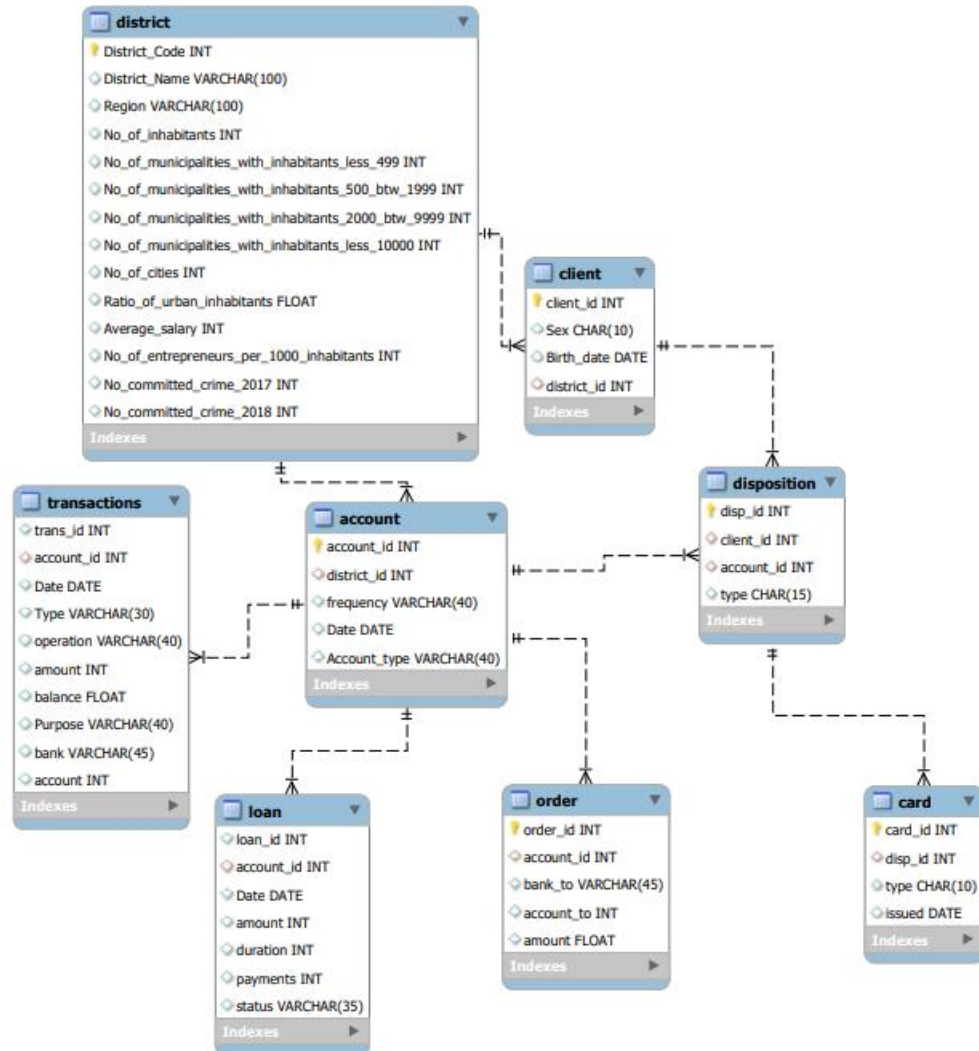 district
District_Code INT
District_Name VARCHAR(100)
Region VARCHAR(100)
No_of_inhabitants INT
No_of_municipalities_with_inhabitants_less_499 INT
No_of_municipalities_with_inhabitants_500_btw_1999 INT
No_of_municipalities_with_inhabitants_2000_btw_9999 INT
No_of_municipalities_with_inhabitants_less_10000 INT
No_of_cities INT
Ratio_of_urban_inhabitants FLOAT
Average_salary INT
No_of_entrepreneurs_per_1000_inhabitants INT
No_committed_crime_2017 INT
No_committed_crime_2018 INT
Indexes
client
client_id INT
Sex CHAR(10)
Birth_date DATE
district_id INT
Indexes
transactions
trans_id INT
account_id INT
Date DATE
Type VARCHAR(30)
operation VARCHAR(40)
amount INT
balance FLOAT
Purpose VARCHAR(40)
bank VARCHAR(45)
account INT
Indexes
account
account_id INT
district_id INT
frequency VARCHAR(40)
Date DATE
Account_type VARCHAR(40)
Indexes
disposition
disp_id INT
client_id INT
account_id INT
type CHAR(15)
Indexes
loan
loan_id INT
account_id INT
Date DATE
amount INT
duration INT
payments INT
status VARCHAR(35)
Indexes
order
order_id INT
account_id INT
bank_to VARCHAR(45)
account_to INT
amount FLOAT
Indexes
card
card_id INT
disp_id INT
type CHAR(10)
issued DATE
Indexes